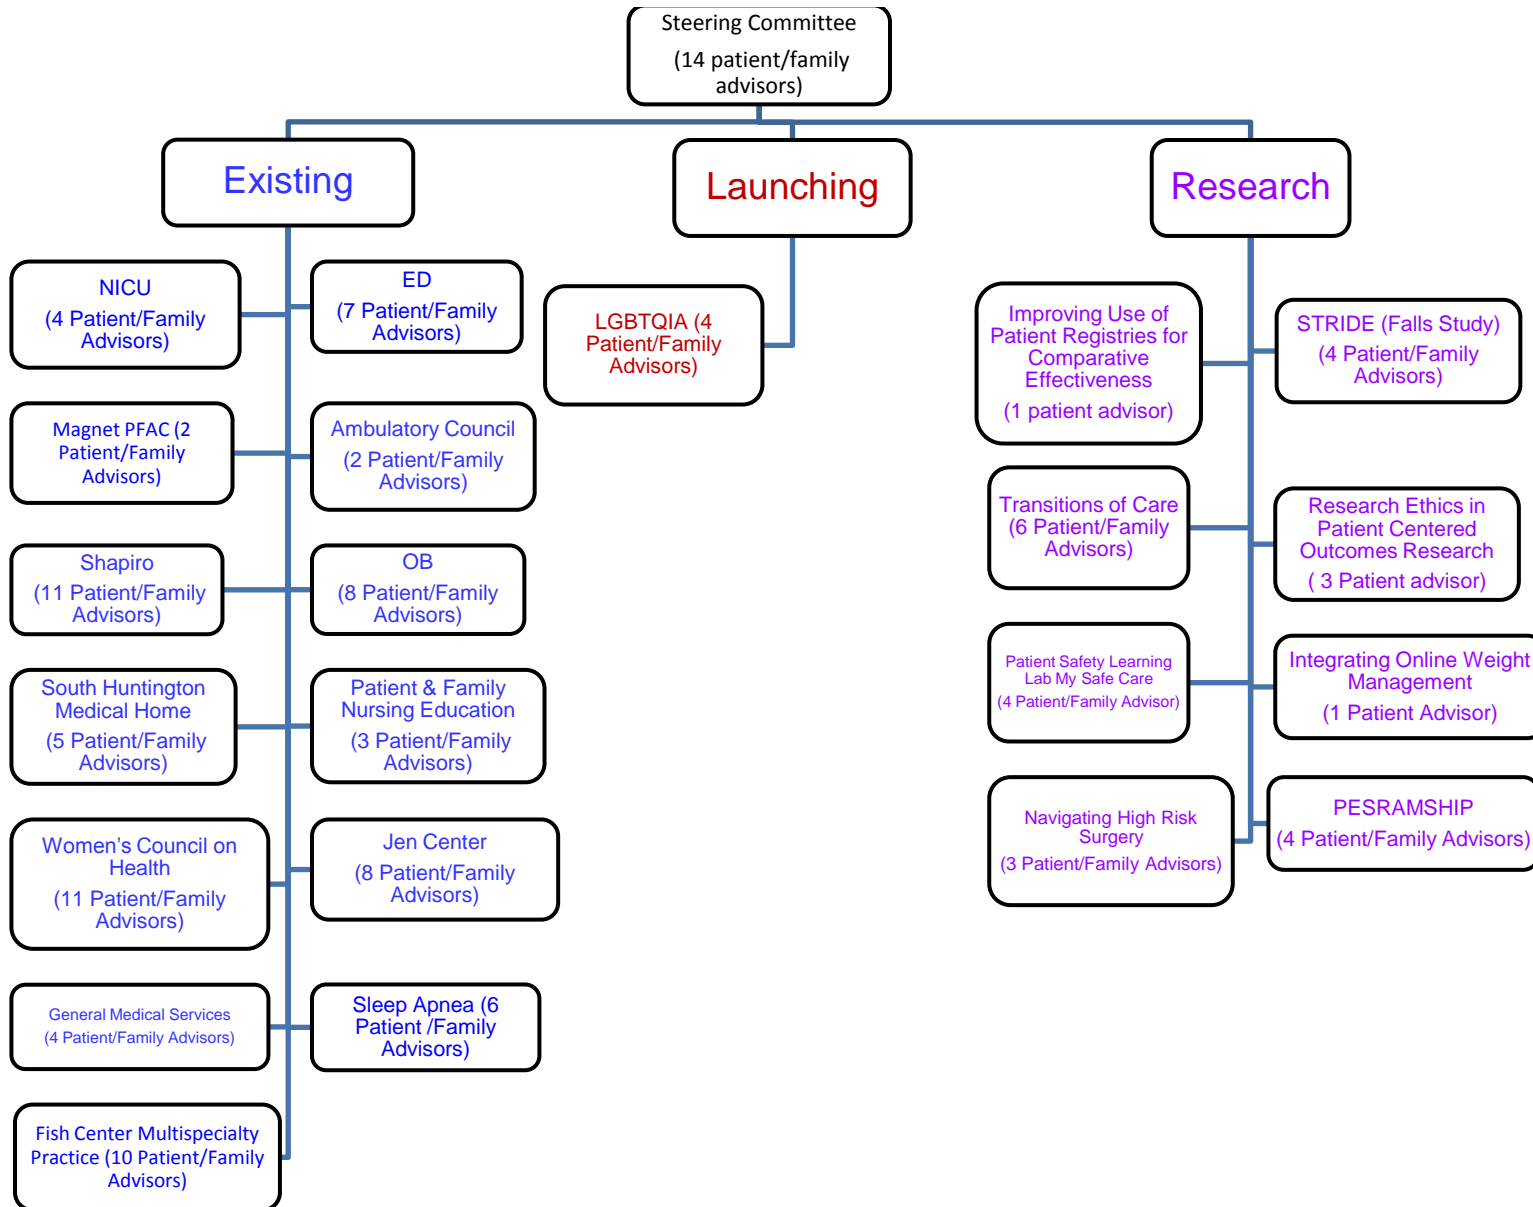 Steering Committee
(14 patient/family
advisors)
Existing
Launching
Research
NICU
(4 Patient/Family
Advisors)
ED
(7 Patient/Family
Advisors)
Magnet PFAC (2
Patient/Family
Advisors)
Ambulatory Council
(2 Patient/Family
Advisors)
Shapiro
(11 Patient/Family
Advisors)
OB
(8 Patient/Family
Advisors)
South Huntington
Medical Home
(5 Patient/Family
Advisors)
Patient & Family
Nursing Education
(3 Patient/Family
Advisors)
Women’s Council on
Health
(11 Patient/Family
Advisors)
Jen Center
(8 Patient/Family
Advisors)
General Medical Services
(4 Patient/Family Advisors)
Sleep Apnea (6
Patient /Family
Advisors)
Fish Center Multispecialty
Practice (10 Patient/Family
Advisors)
LGBTQIA (4
Patient/Family
Advisors)
Improving Use of
Patient Registries for
Comparative
Effectiveness
(1 patient advisor)
STRIDE (Falls Study)
(4 Patient/Family
Advisors)
Transitions of Care
(6 Patient/Family
Advisors)
Research Ethics in
Patient Centered
Outcomes Research
( 3 Patient advisor)
Patient Safety Learning
Lab My Safe Care
(4 Patient/Family Advisor)
Integrating Online Weight
Management
(1 Patient Advisor)
Navigating High Risk
Surgery
(3 Patient/Family Advisors)
PESRAMSHIP
(4 Patient/Family Advisors)